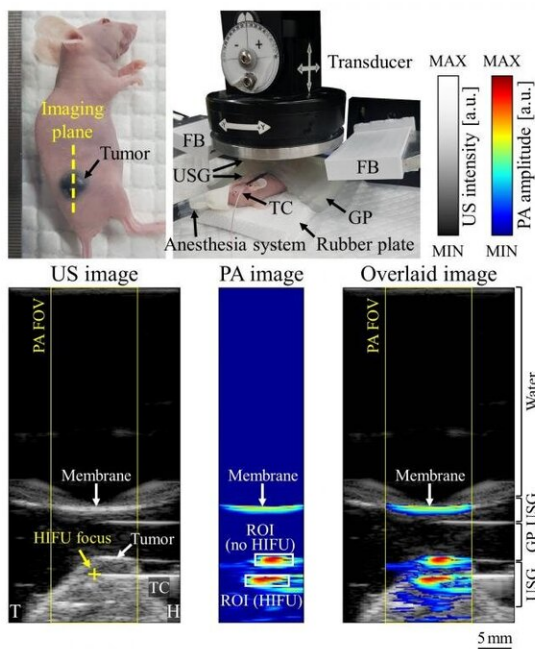 Imaging
plane
Tumor
Transducer
FB
FB
USG
TC
GP
Anesthesia system
Rubber plate
MAX
MAX
US intensity [a.u.]
PA amplitude [a.u.]
MIN
MIN
US image
PA image
Overlaid image
PA FOV
PA FOV
Water
Membrane
Membrane
Membrane
USG
GP
HIFU focus
Tumor
ROI
(no HIFU)
USG
TC
T
H
ROI (HIFU)
5 mm